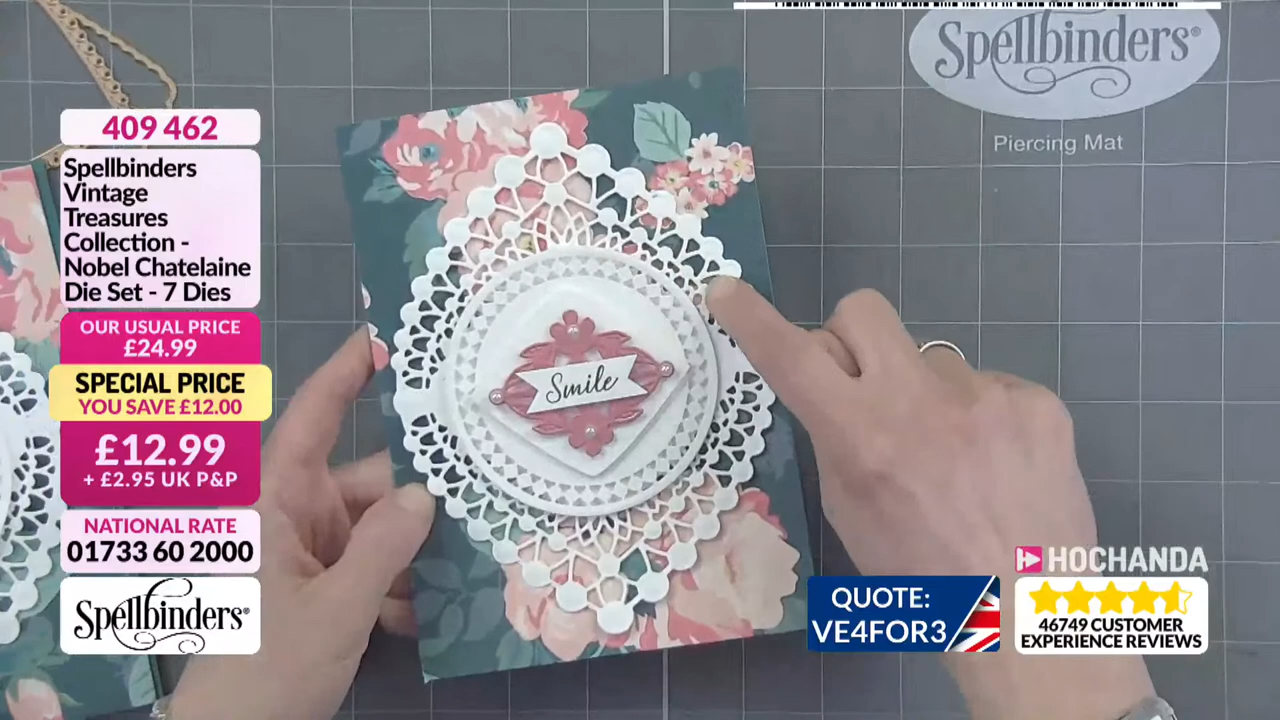 Spellbinders®
Piercing Mat
409 462
Spellbinders
Vintage
Treasures
Collection -
Nobel Chatelaine
Die Set - 7 Dies
OUR USUAL PRICE
£24.99
SPECIAL PRICE
YOU SAVE £12.00
£12.99
+ £2.95 UK P&P
NATIONAL RATE
01733 60 2000
Spellbinders®
Smile
HOCHANDA
QUOTE:
VE4FOR3
46749 CUSTOMER
EXPERIENCE REVIEWS